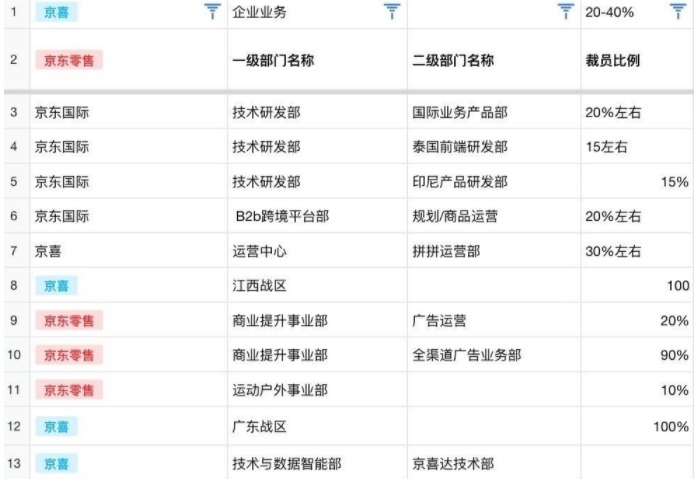 1 京喜 企业业务 20-40%
2 京东零售 一级部门名称 二级部门名称 裁员比例
3 京东国际 技术研发部 国际业务产品部 20%左右
4 京东国际 技术研发部 泰国前端研发部 15左右
5 京东国际 技术研发部 印尼产品研发部 15%
6 京东国际 B2b跨境平台部 规划/商品运营 20%左右
7 京喜 运营中心 拼拼运营部 30%左右
8 京喜 江西战区 100
9 京东零售 商业提升事业部 广告运营 20%
10 京东零售 商业提升事业部 全渠道广告业务部 90%
11 京东零售 运动户外事业部 10%
12 京喜 广东战区 100%
13 京喜 技术与数据智能部 京喜达技术部